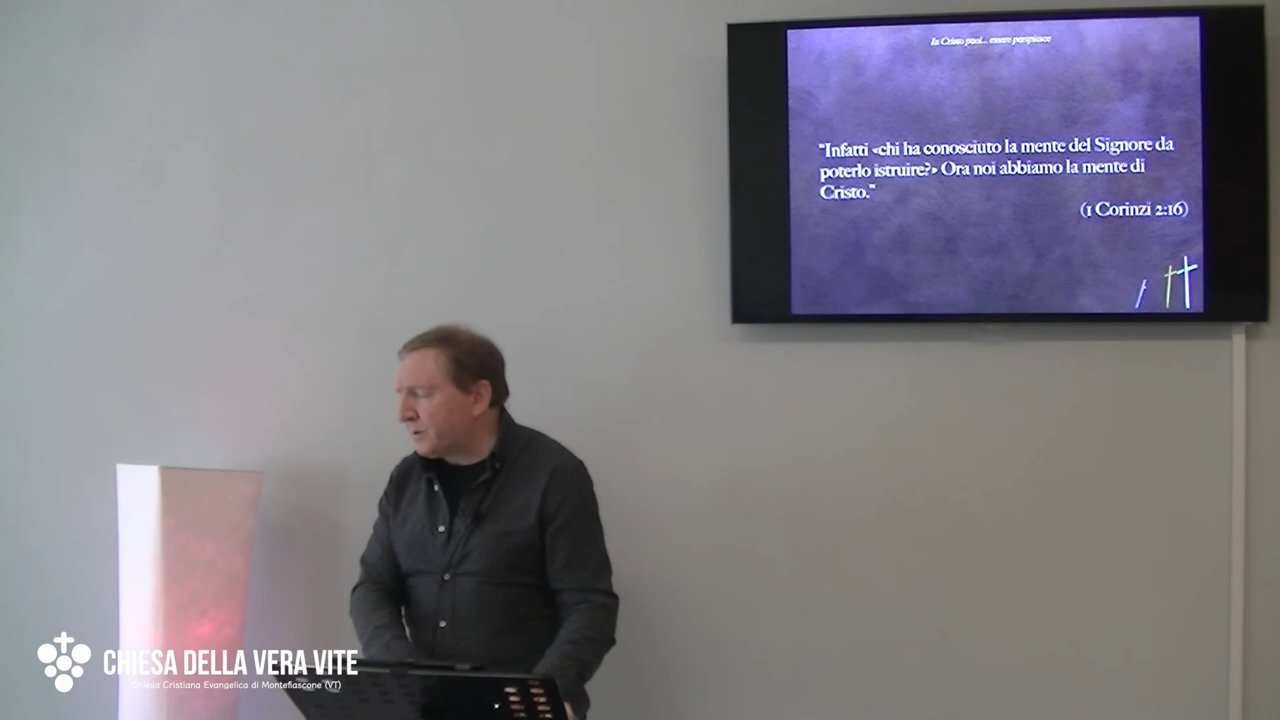 In Cristo puoi... essere perspicace
“Infatti «chi ha conosciuto la mente del Signore da
poterlo istruire?» Ora noi abbiamo la mente di
Cristo.”
(1 Corinzi 2:16)
CHIESA DELLA VERA VITE
Chiesa Cristiana Evangelica di Montefiascone (VT)